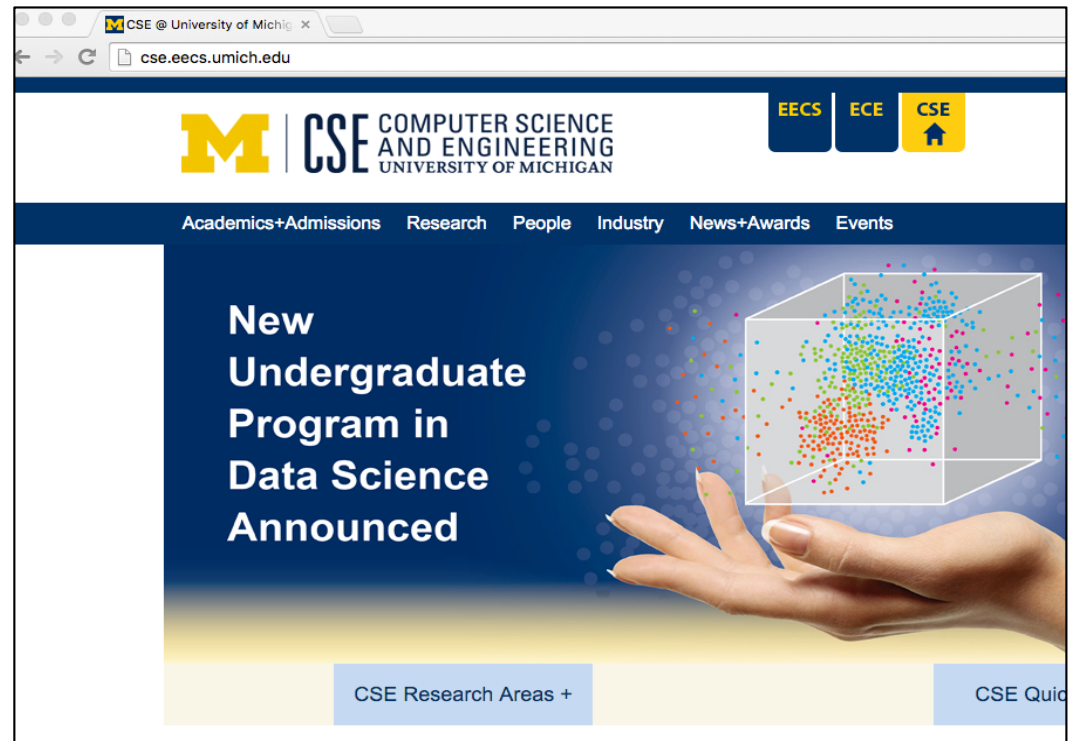 CSE @ University of Michig
cse.eecs.umich.edu
M CSE COMPUTER SCIENCE
AND ENGINEERING
UNIVERSITY OF MICHIGAN
EECS ECE CSE
Academics+Admissions Research People Industry News+Awards Events
New
Undergraduate
Program in
Data Science
Announced
CSE Research Areas + CSE Quic